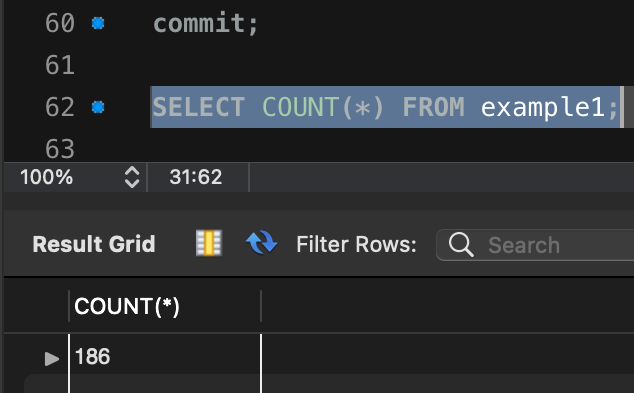 60 commit;
61
62 SELECT COUNT(*) FROM example1;
63
100% 31:62
Result Grid Filter Rows: Search
COUNT(*)
186